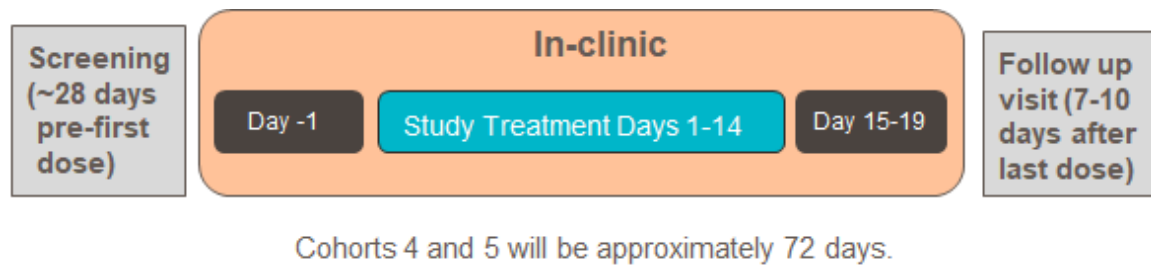 Screening
(~28 days
pre-first
dose)
In-clinic
Day -1
Study Treatment Days 1-14
Day 15-19
Follow up
visit (7-10
days after
last dose)
Cohorts 4 and 5 will be approximately 72 days.